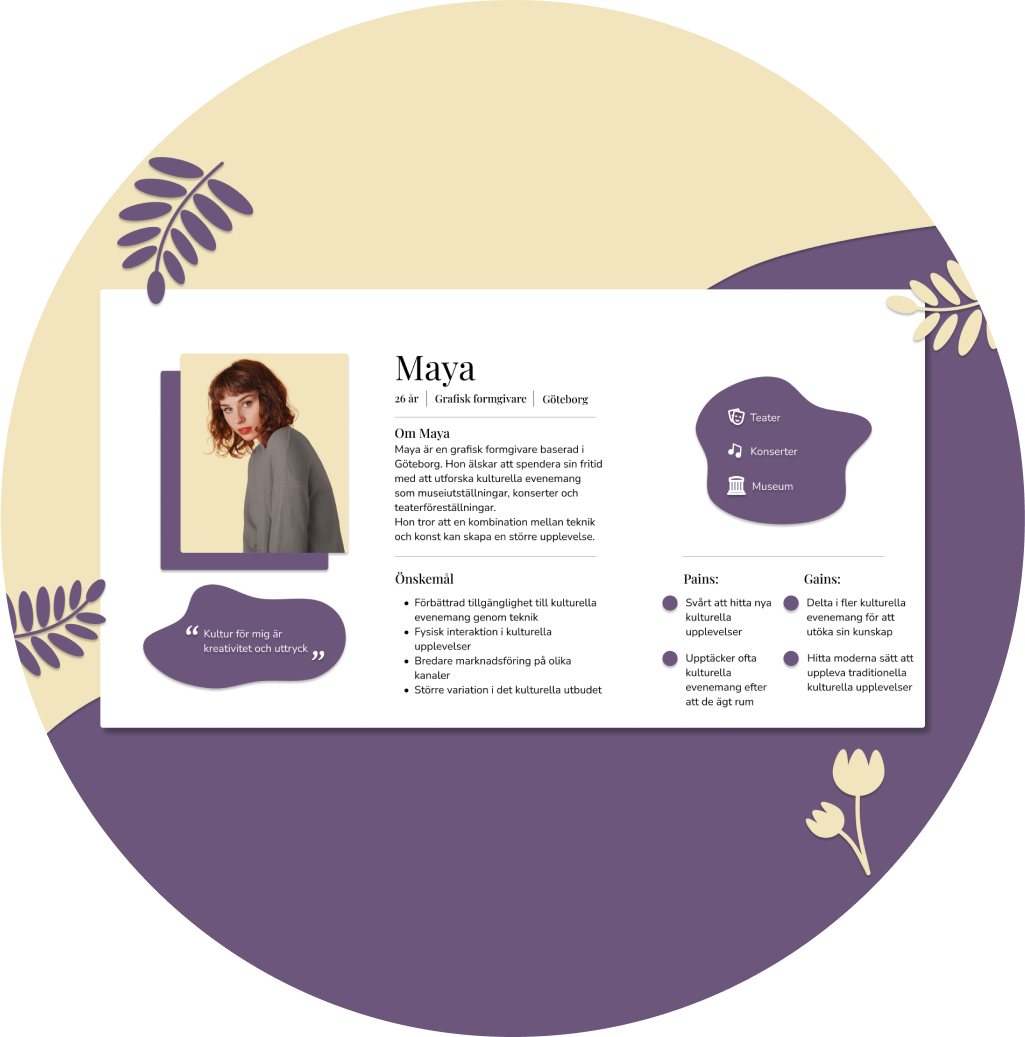 Maya
26 år | Grafisk formgivare | Göteborg
Om Maya
Maya är en grafisk formgivare baserad i
Göteborg. Hon älskar att spendera sin fritid
med att utforska kulturella evenemang
som museiutställningar, konserter och
teaterföreställningar.
Hon tror att en kombination mellan teknik
och konst kan skapa en större upplevelse.
Önskemål
• Förbättrad tillgänglighet till kulturella
evenemang genom teknik
• Fysisk interaktion i kulturella
upplevelser
• Bredare marknadsföring på olika
kanaler
• Större variation i det kulturella utbudet
“ Kultur för mig är
kreativitet och uttryck ”
Teater
Konserter
Museum
Pains:
Svårt att hitta nya
kulturella
upplevelser
Upptäcker ofta
kulturella
evenemang efter
att de ägt rum
Gains:
Delta i fler kulturella
evenemang för att
utöka sin kunskap
Hitta moderna sätt att
uppleva traditionella
kulturella upplevelser